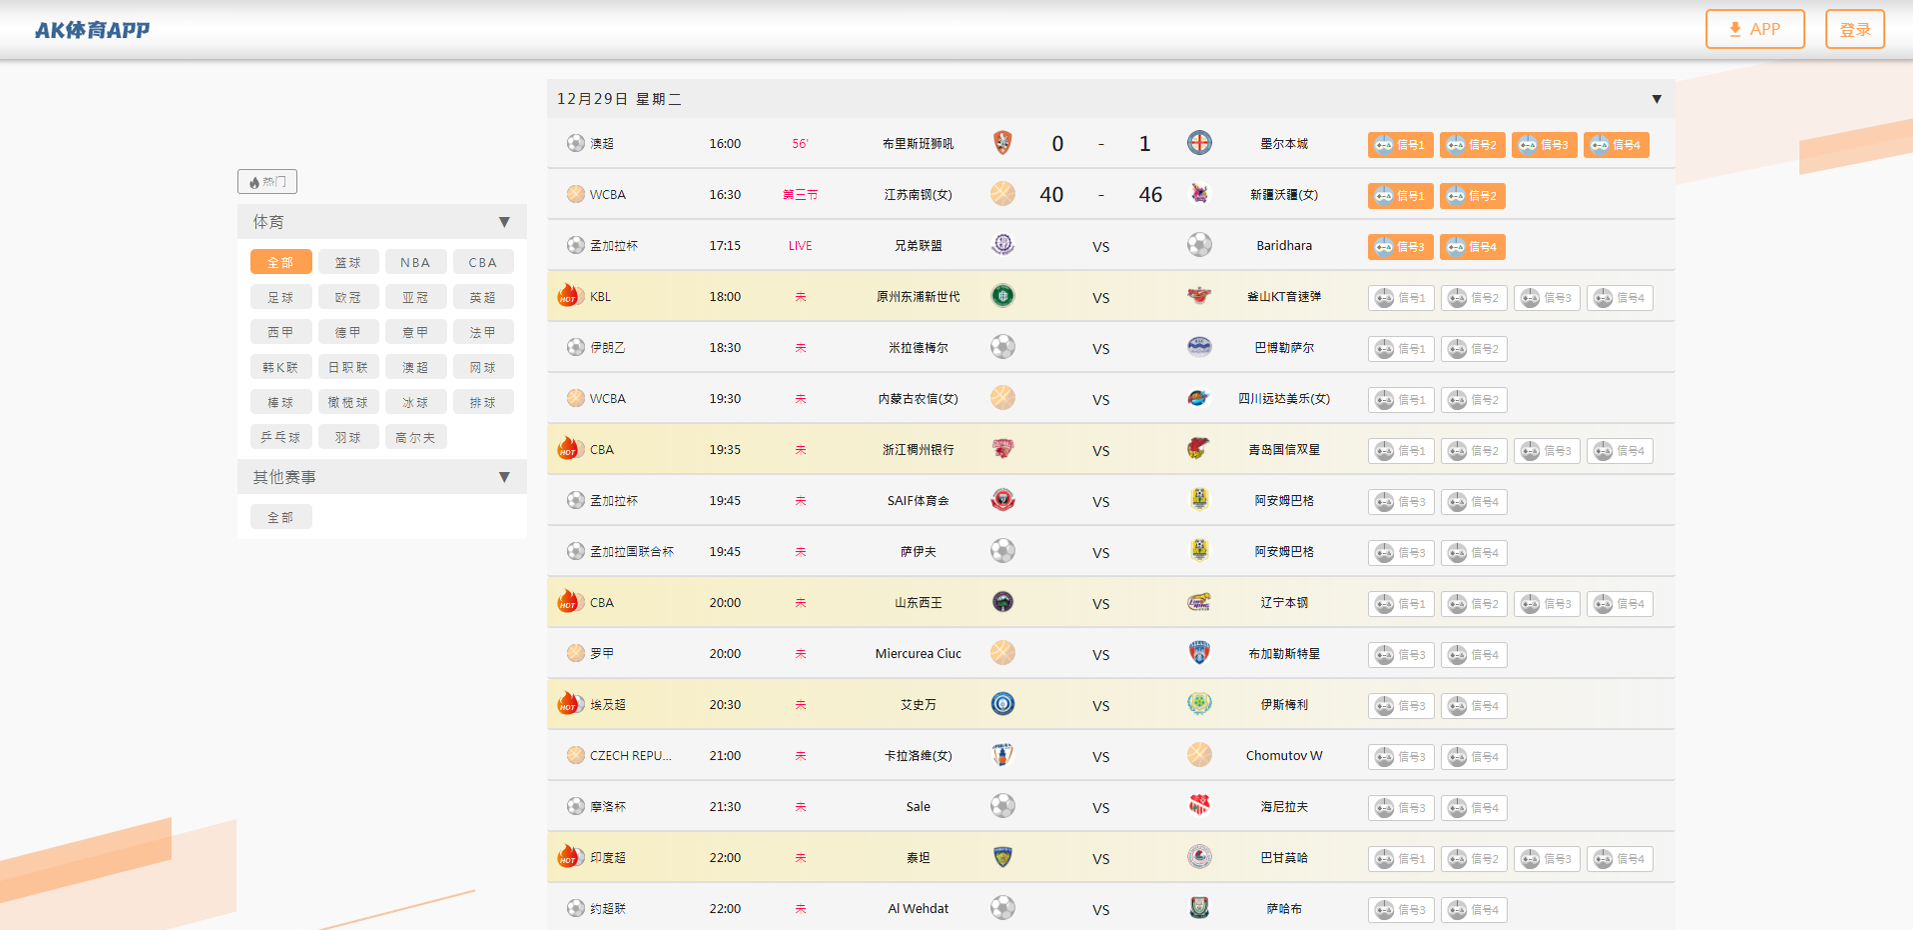 AK体育APP
APP
登录
热门
体育 ▼
全部 篮球 NBA CBA
足球 欧冠 亚冠 英超
西甲 德甲 意甲 法甲
韩K联 日职联 澳超 网球
棒球 橄榄球 冰球 排球
乒乓球 羽球 高尔夫
其他赛事 ▼
全部
12月29日 星期二 ▼
澳超 16:00 56' 布里斯班狮吼 0 - 1 墨尔本城 信号1 信号2 信号3 信号4
WCBA 16:30 第三节 江苏南钢(女) 40 - 46 新疆沃疆(女) 信号1 信号2
孟加拉杯 17:15 LIVE 兄弟联盟 VS Baridhara 信号3 信号4
HOT KBL 18:00 未 原州东浦新世代 VS 釜山KT音速弹 信号1 信号2 信号3 信号4
伊朗乙 18:30 未 米拉德梅尔 VS 巴博勒萨尔 信号1 信号2
WCBA 19:30 未 内蒙古农信(女) VS 四川远达美乐(女) 信号1 信号2
HOT CBA 19:35 未 浙江稠州银行 VS 青岛国信双星 信号1 信号2 信号3 信号4
孟加拉杯 19:45 未 SAIF体育会 VS 阿安姆巴格 信号3 信号4
孟加拉国联合杯 19:45 未 萨伊夫 VS 阿安姆巴格 信号3 信号4
HOT CBA 20:00 未 山东西王 VS 辽宁本钢 信号1 信号2 信号3 信号4
罗甲 20:00 未 Miercurea Ciuc VS 布加勒斯特星 信号3 信号4
HOT 埃及超 20:30 未 艾史万 VS 伊斯梅利 信号3 信号4
CZECH REPU... 21:00 未 卡拉洛维(女) VS Chomutov W 信号3 信号4
摩洛杯 21:30 未 Sale VS 海尼拉夫 信号3 信号4
HOT 印度超 22:00 未 泰坦 VS 巴甘莫哈 信号1 信号2 信号3 信号4
约超联 22:00 未 Al Wehdat VS 萨哈布 信号3 信号4